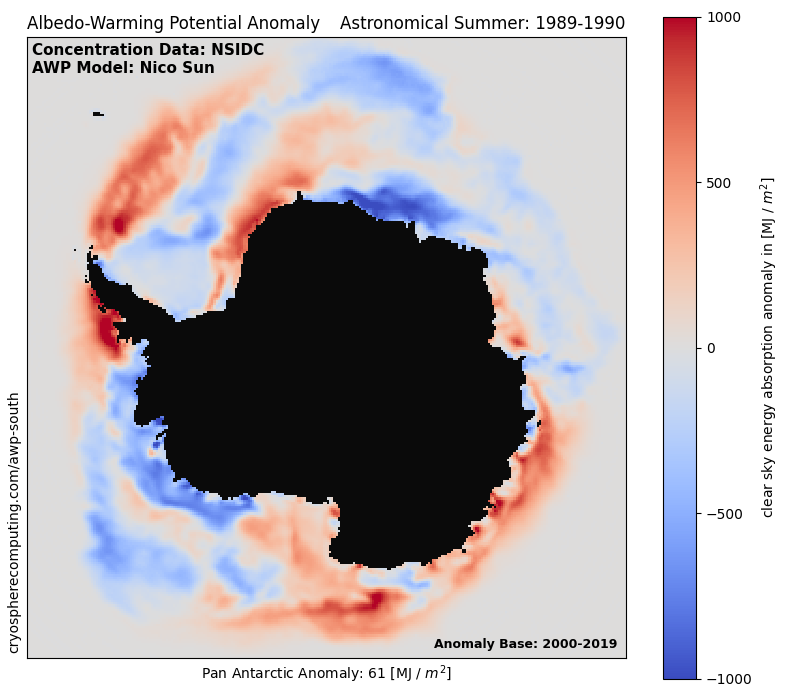 Albedo-Warming Potential Anomaly    Astronomical Summer: 1989-1990
Concentration Data: NSIDC
AWP Model: Nico Sun
cryospherecomputing.com/awp-south
Anomaly Base: 2000-2019
Pan Antarctic Anomaly: 61 [MJ / m²]
1000
500
0
−500
−1000
clear sky energy absorption anomaly in [MJ / m²]